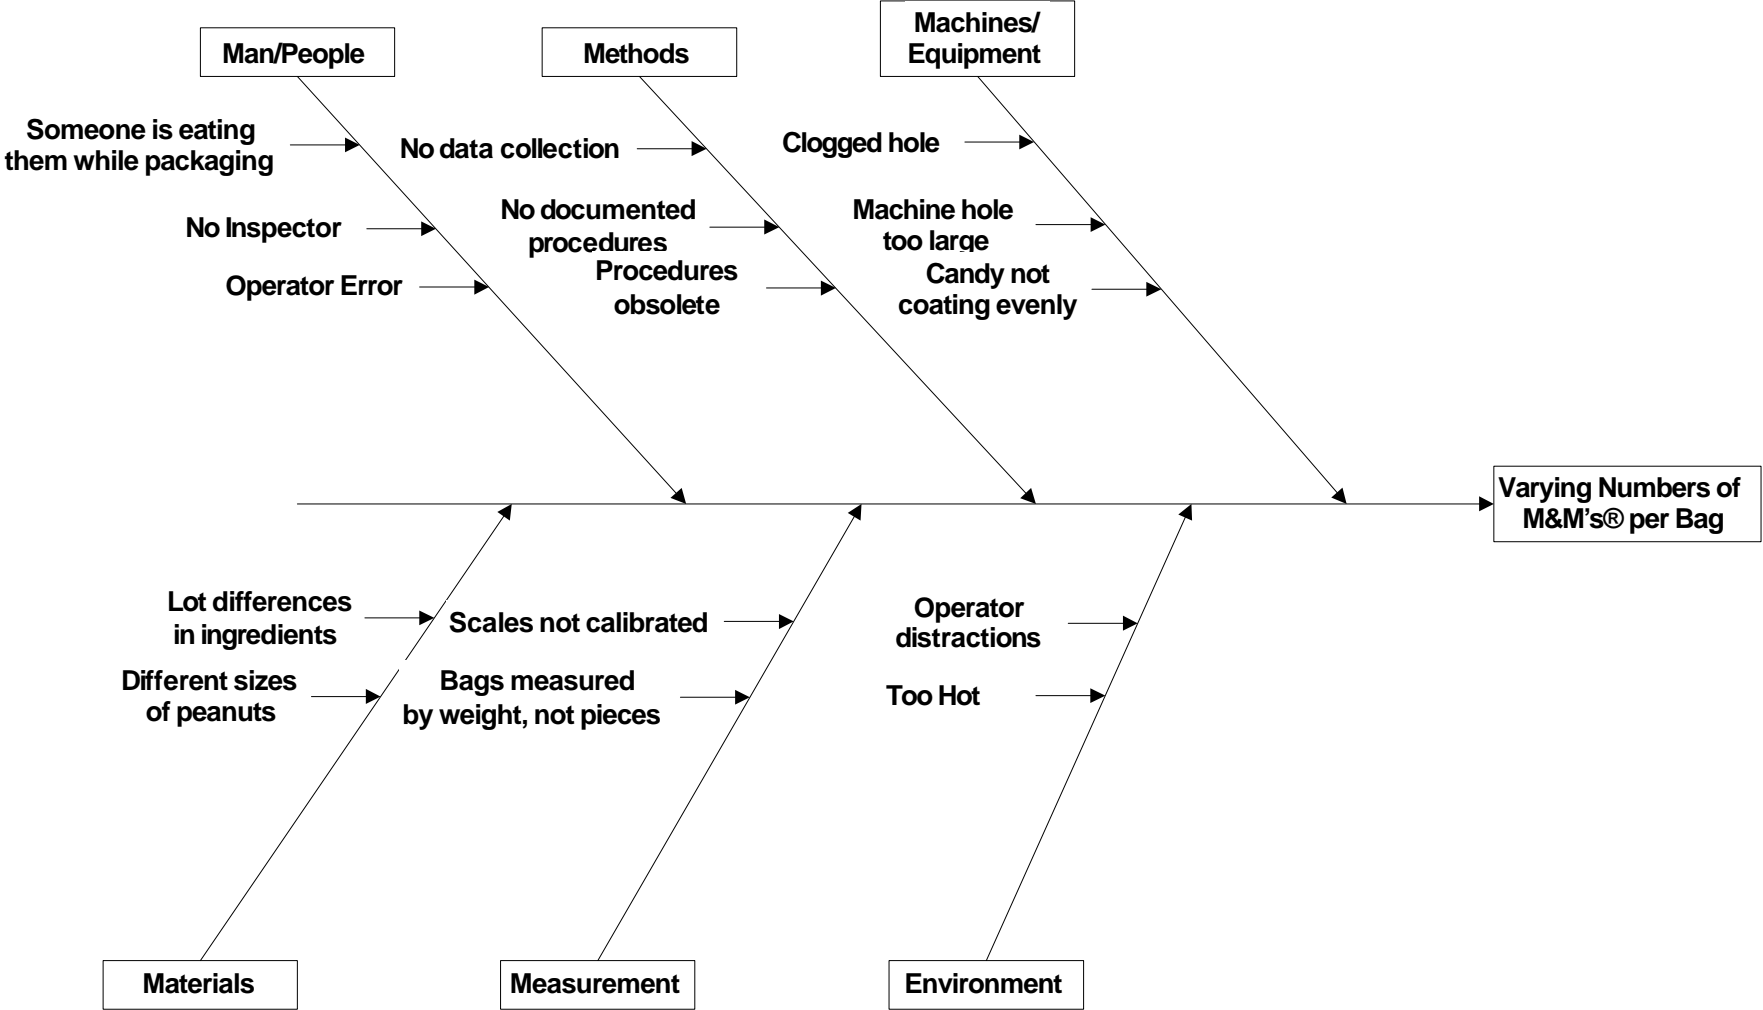 Man/People
Methods
Machines/
Equipment
Someone is eating
them while packaging
No Inspector
Operator Error
No data collection
No documented
procedures
Procedures
obsolete
Clogged hole
Machine hole
too large
Candy not
coating evenly
Varying Numbers of
M&M's® per Bag
Lot differences
in ingredients
Different sizes
of peanuts
Scales not calibrated
Bags measured
by weight, not pieces
Operator
distractions
Too Hot
Materials
Measurement
Environment